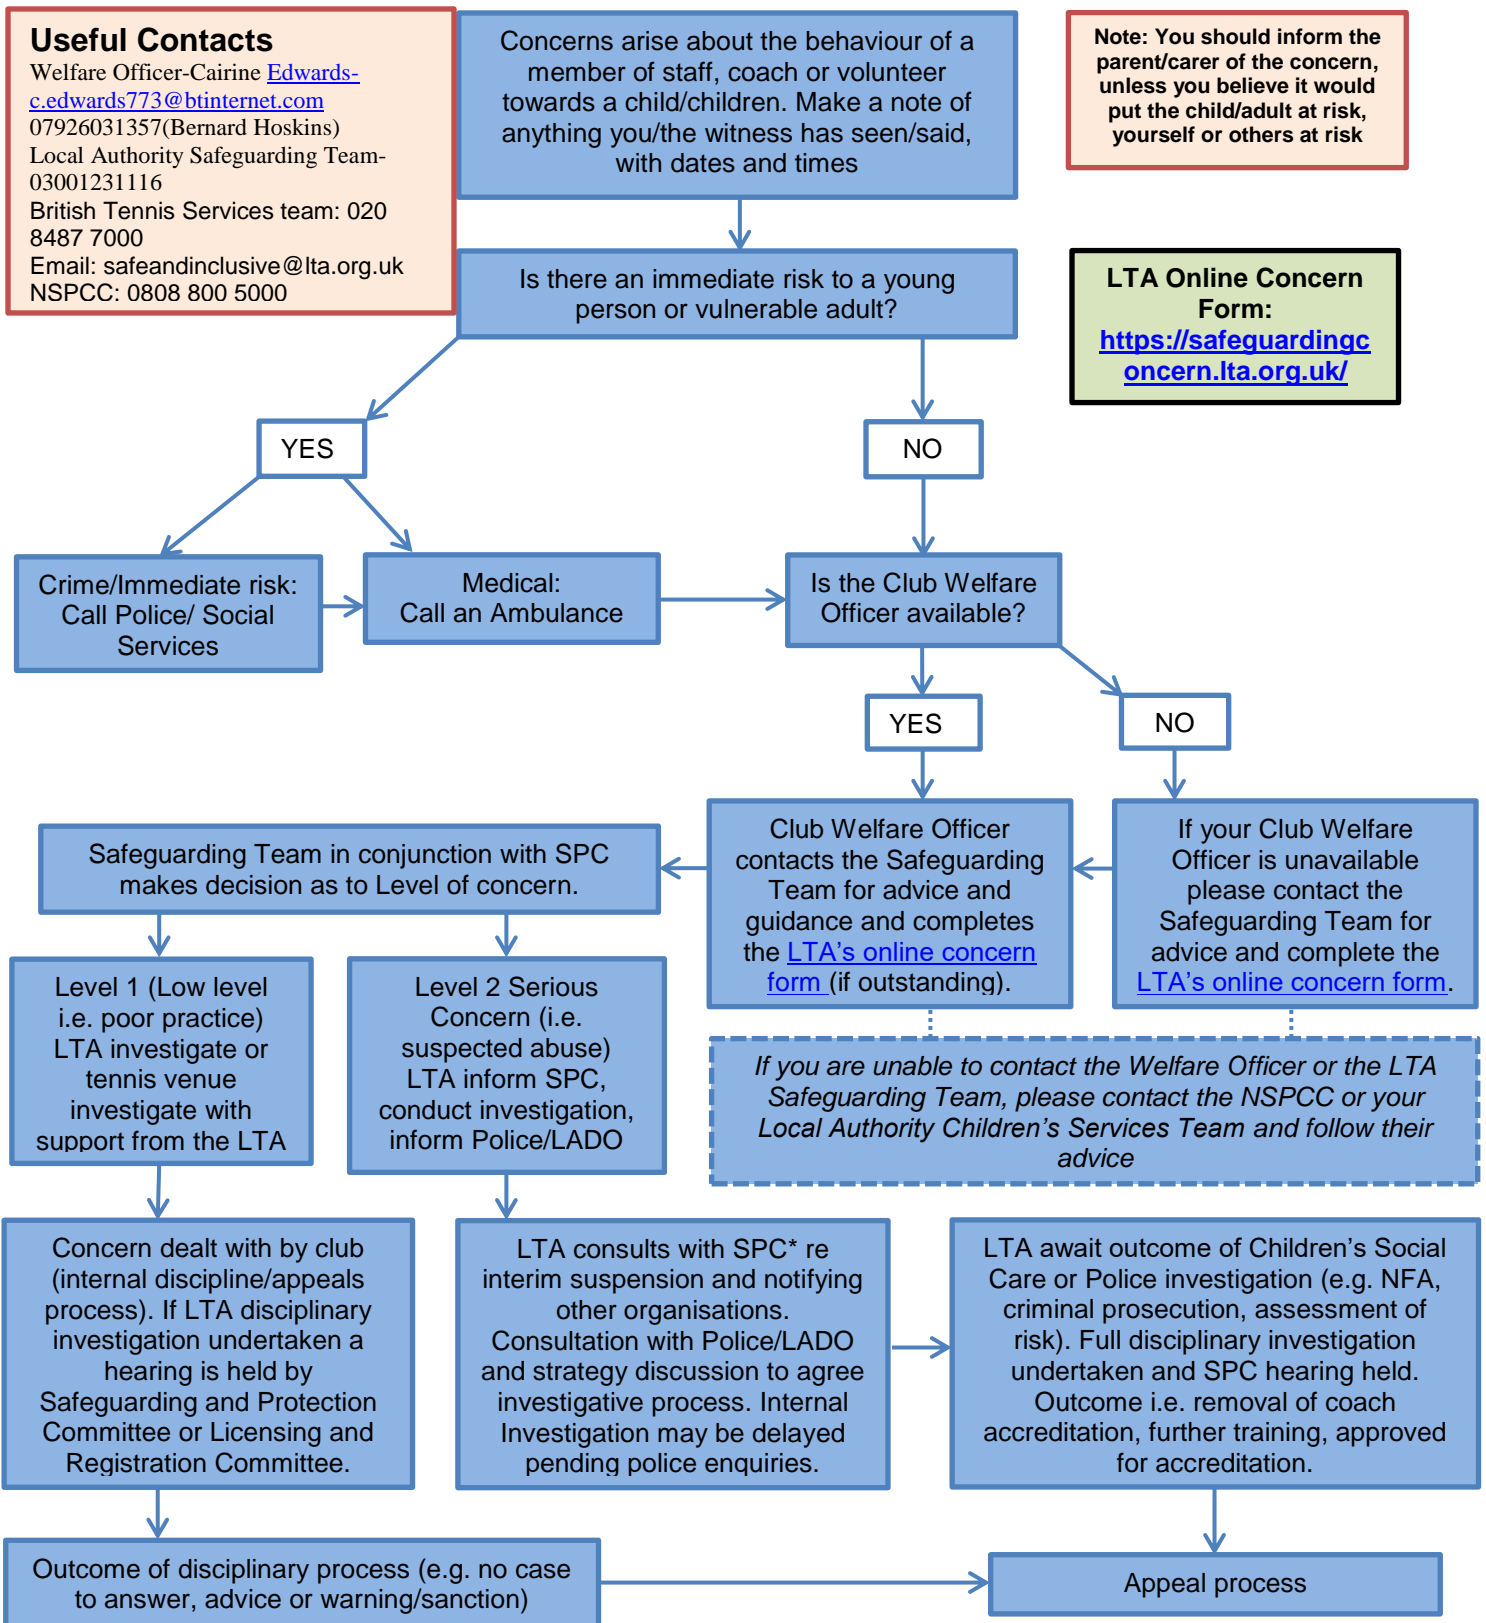 Useful Contacts
Welfare Officer-Cairine Edwards-
c.edwards773@btinternet.com
07926031357(Bernard Hoskins)
Local Authority Safeguarding Team-
03001231116
British Tennis Services team: 020
8487 7000
Email: safeandinclusive@lta.org.uk
NSPCC: 0808 800 5000
Concerns arise about the behaviour of a
member of staff, coach or volunteer
towards a child/children. Make a note of
anything you/the witness has seen/said,
with dates and times
Note: You should inform the
parent/carer of the concern,
unless you believe it would
put the child/adult at risk,
yourself or others at risk
Is there an immediate risk to a young
person or vulnerable adult?
LTA Online Concern
Form:
https://safeguardingc
oncern.lta.org.uk/
YES
NO
Crime/Immediate risk:
Call Police/ Social
Services
Medical:
Call an Ambulance
Is the Club Welfare
Officer available?
YES
NO
Safeguarding Team in conjunction with SPC
makes decision as to Level of concern.
Club Welfare Officer
contacts the Safeguarding
Team for advice and
guidance and completes
the LTA's online concern
form (if outstanding).
If your Club Welfare
Officer is unavailable
please contact the
Safeguarding Team for
advice and complete the
LTA's online concern form.
Level 1 (Low level
i.e. poor practice)
LTA investigate or
tennis venue
investigate with
support from the LTA
Level 2 Serious
Concern (i.e.
suspected abuse)
LTA inform SPC,
conduct investigation,
inform Police/LADO
If you are unable to contact the Welfare Officer or the LTA
Safeguarding Team, please contact the NSPCC or your
Local Authority Children's Services Team and follow their
advice
Concern dealt with by club
(internal discipline/appeals
process). If LTA disciplinary
investigation undertaken a
hearing is held by
Safeguarding and Protection
Committee or Licensing and
Registration Committee.
LTA consults with SPC* re
interim suspension and notifying
other organisations.
Consultation with Police/LADO
and strategy discussion to agree
investigative process. Internal
Investigation may be delayed
pending police enquiries.
LTA await outcome of Children's Social
Care or Police investigation (e.g. NFA,
criminal prosecution, assessment of
risk). Full disciplinary investigation
undertaken and SPC hearing held.
Outcome i.e. removal of coach
accreditation, further training, approved
for accreditation.
Outcome of disciplinary process (e.g. no case
to answer, advice or warning/sanction)
Appeal process